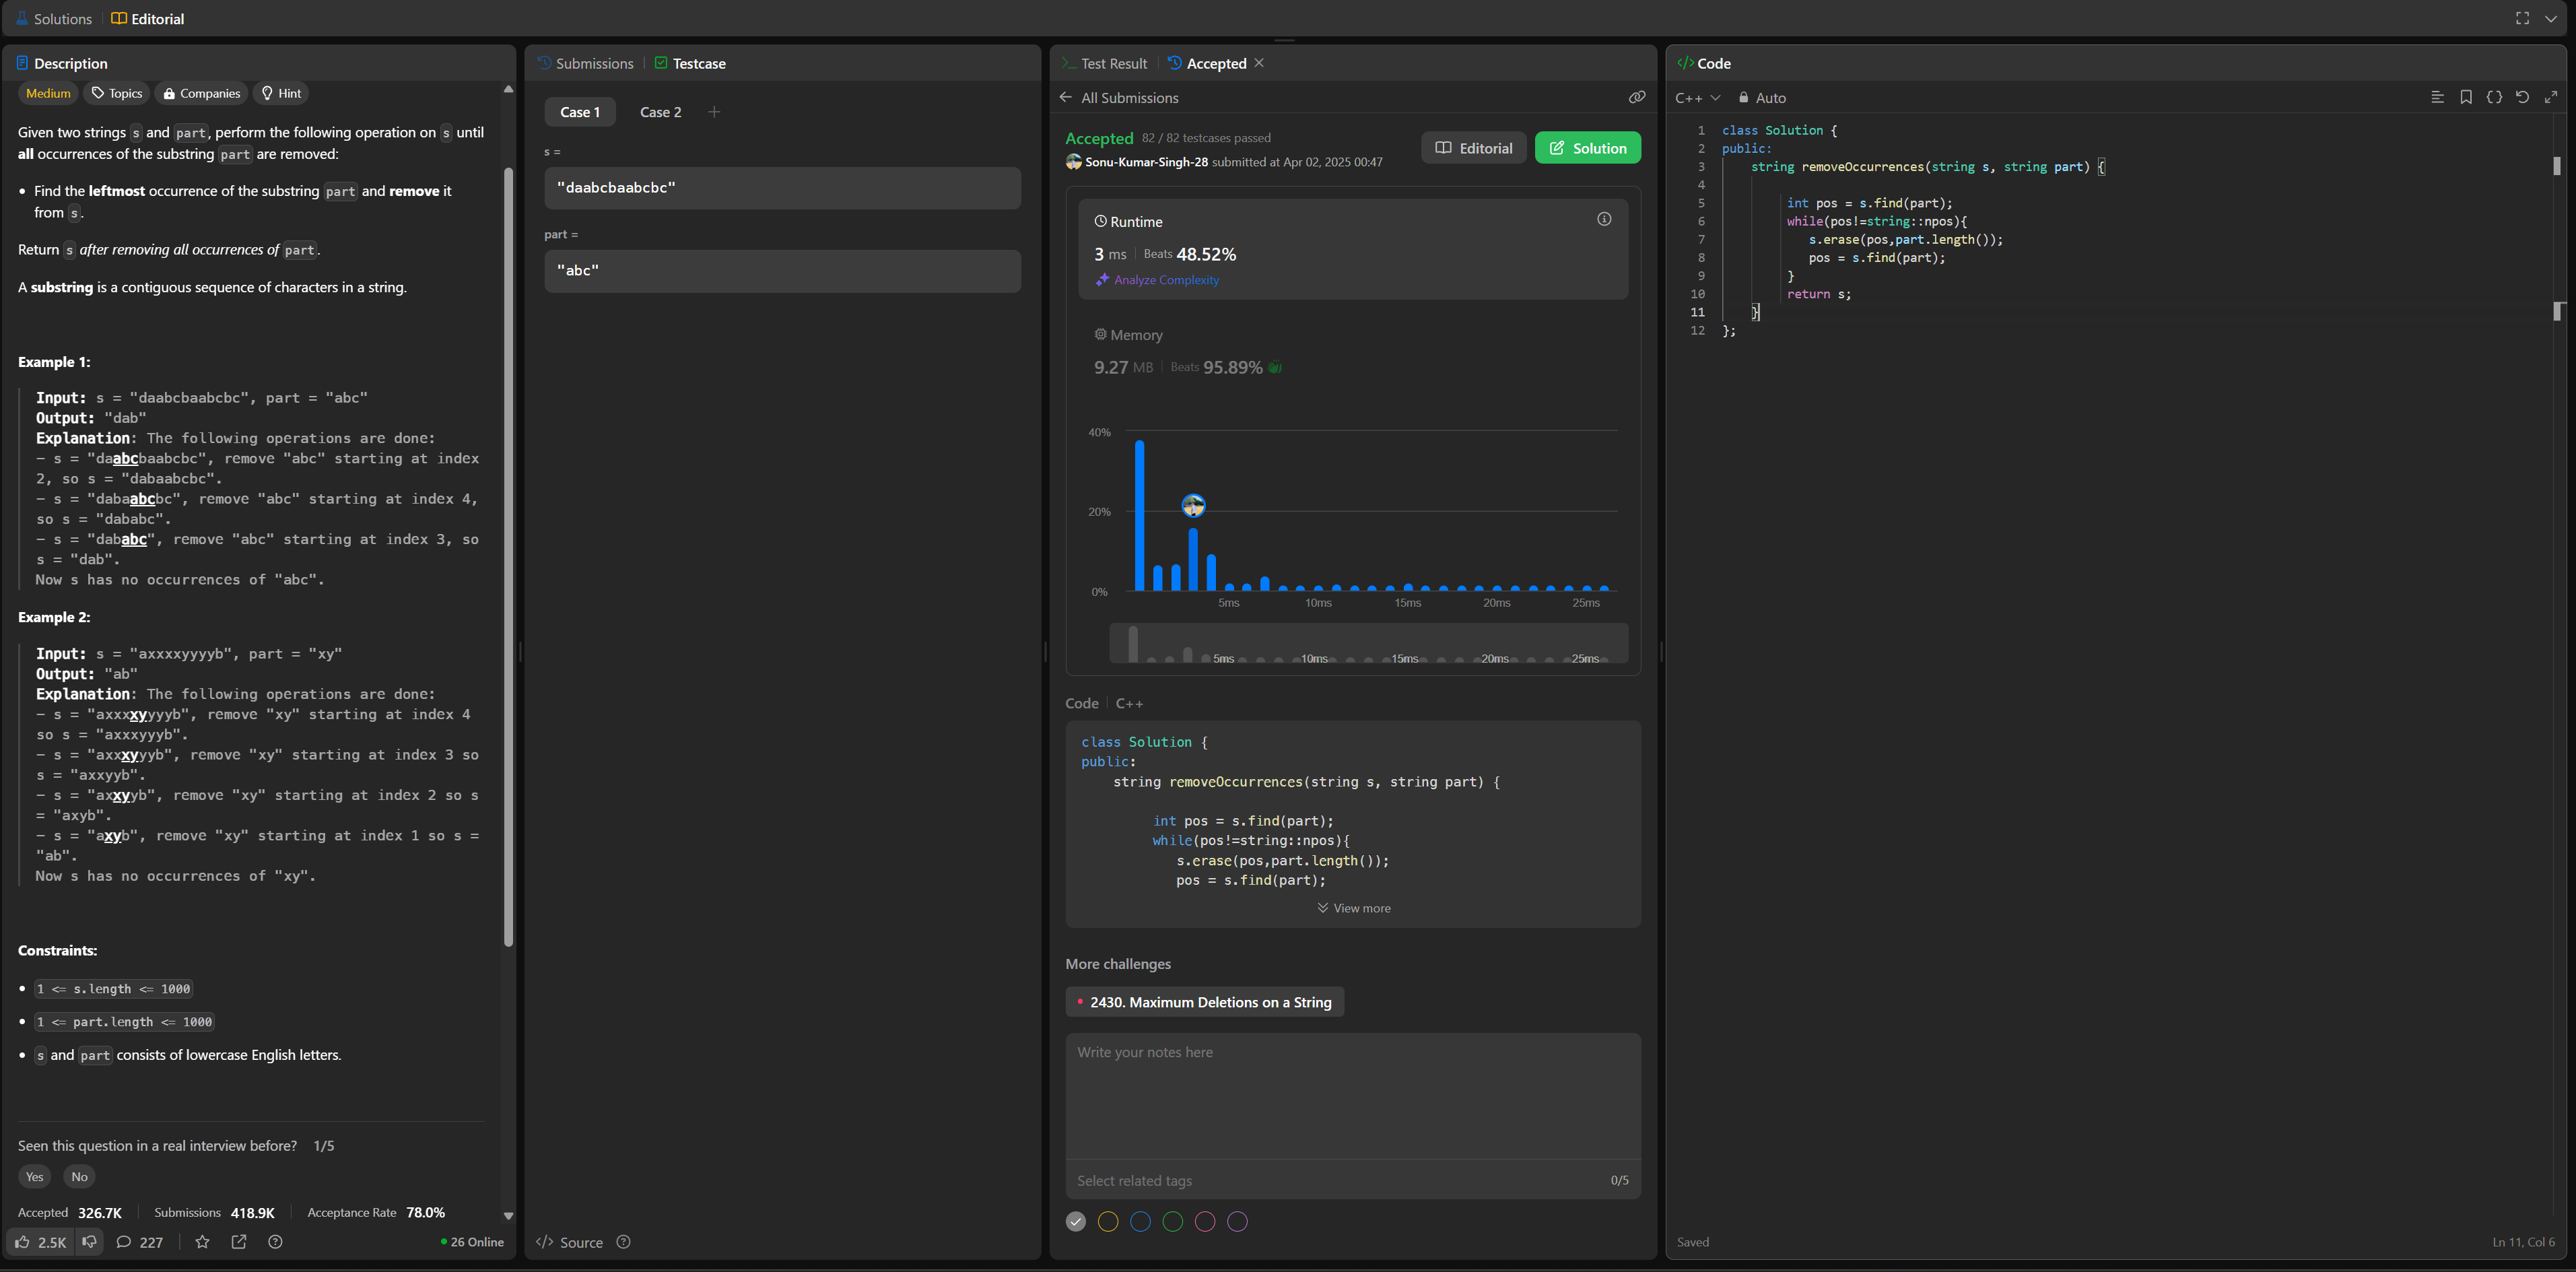 Solutions
Editorial
Description
Medium
Topics
Companies
Hint
Given two strings s and part, perform the following operation on s until
all occurrences of the substring part are removed:
• Find the leftmost occurrence of the substring part and remove it
from s.
Return s after removing all occurrences of part.
A substring is a contiguous sequence of characters in a string.
Example 1:
Input: s = "daabcbaabcbc", part = "abc"
Output: "dab"
Explanation: The following operations are done:
- s = "daabcbaabcbc", remove "abc" starting at index
2, so s = "dabaabcbc".
- s = "dabaabcbc", remove "abc" starting at index 4,
so s = "dababc".
- s = "dababc", remove "abc" starting at index 3, so
s = "dab".
Now s has no occurrences of "abc".
Example 2:
Input: s = "axxxxyyyyb", part = "xy"
Output: "ab"
Explanation: The following operations are done:
- s = "axxxxyyyyb", remove "xy" starting at index 4
so s = "axxxyyyb".
- s = "axxxyyyb", remove "xy" starting at index 3 so
s = "axxyyb".
- s = "axxyyb", remove "xy" starting at index 2 so s
= "axyb".
- s = "axyb", remove "xy" starting at index 1 so s =
"ab".
Now s has no occurrences of "xy".
Constraints:
• 1 <= s.length <= 1000
• 1 <= part.length <= 1000
• s and part consists of lowercase English letters.
Seen this question in a real interview before? 1/5
Yes
No
Accepted 326.7K
Submissions 418.9K
Acceptance Rate 78.0%
2.5K
227
26 Online
Submissions
Testcase
Case 1
Case 2
s =
"daabcbaabcbc"
part =
"abc"
Source
Test Result
Accepted
All Submissions
Accepted 82 / 82 testcases passed
Sonu-Kumar-Singh-28 submitted at Apr 02, 2025 00:47
Editorial
Solution
Runtime
3 ms
Beats 48.52%
Analyze Complexity
Memory
9.27 MB
Beats 95.89%
40%
20%
0%
5ms 10ms 15ms 20ms 25ms
5ms 10ms 15ms 20ms 25ms
Code
C++
class Solution {
public:
string removeOccurrences(string s, string part) {
int pos = s.find(part);
while(pos!=string::npos){
s.erase(pos,part.length());
pos = s.find(part);
View more
More challenges
2430. Maximum Deletions on a String
Write your notes here
Select related tags
0/5
Code
C++
Auto
1 class Solution {
2 public:
3 string removeOccurrences(string s, string part) {
4
5 int pos = s.find(part);
6 while(pos!=string::npos){
7 s.erase(pos,part.length());
8 pos = s.find(part);
9 }
10 return s;
11 }
12 };
Saved
Ln 11, Col 6